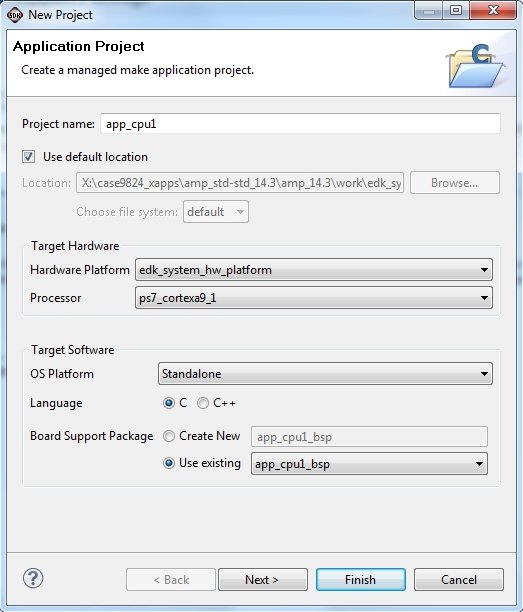 SDK New Project
Application Project
Create a managed make application project.
C
Project name: app_cpu1
Use default location
Location: X:\case9824_xapps\amp_std-std_14.3\amp_14.3\work\edk_sy Browse...
Choose file system: default
Target Hardware
Hardware Platform edk_system_hw_platform
Processor ps7_cortexa9_1
Target Software
OS Platform Standalone
Language C C++
Board Support Package Create New app_cpu1_bsp
Use existing app_cpu1_bsp
? < Back Next > Finish Cancel